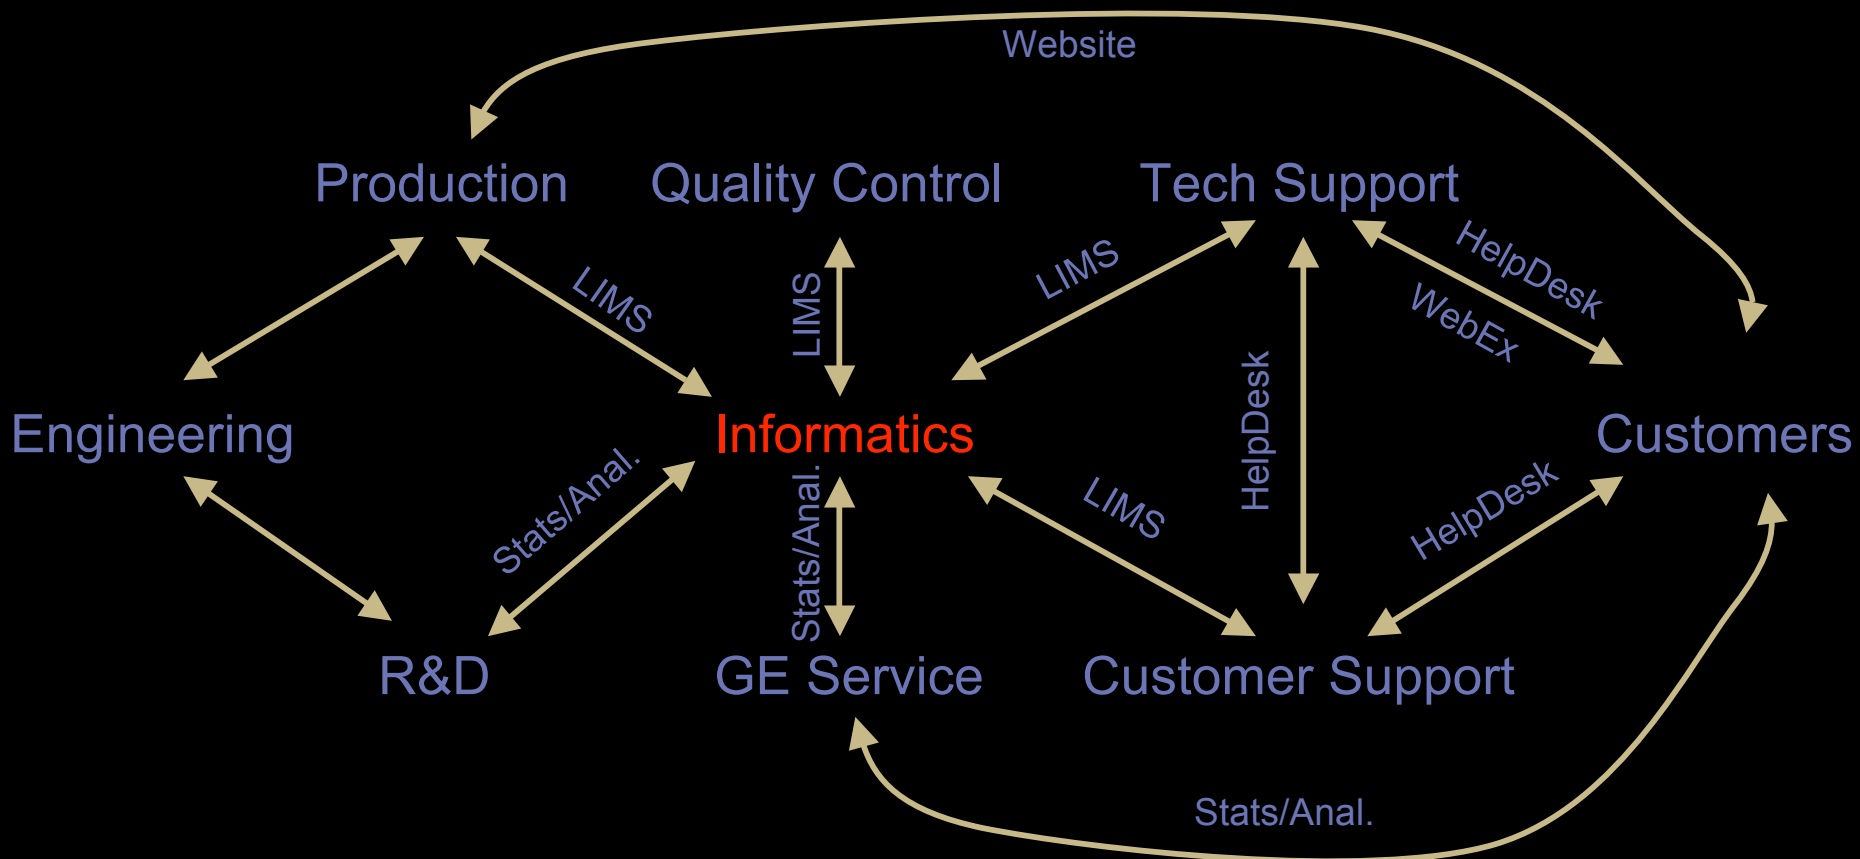 Website
Production
Quality Control
Tech Support
LIMS
LIMS
LIMS
HelpDesk
WebEx
HelpDesk
Engineering
Informatics
Customers
Stats/Anal.
Stats/Anal.
LIMS
HelpDesk
R&D
GE Service
Customer Support
Stats/Anal.